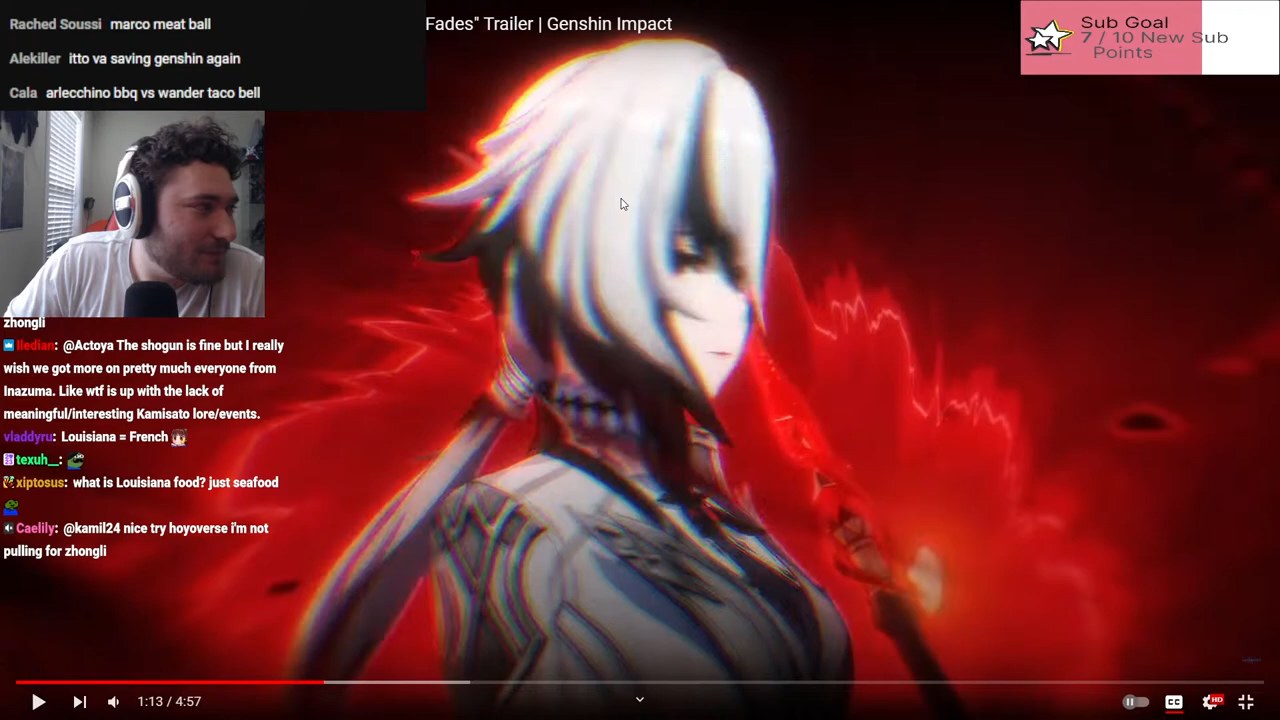 Rached Soussi marco meat ball
Alekiller itto va saving genshin again
Cala arlecchino bbq vs wander taco bell
Fades" Trailer | Genshin Impact
Sub Goal
7 / 10 New Sub
Points
zhongli
Iledian: @Actoya The shogun is fine but I really
wish we got more on pretty much everyone from
Inazuma. Like wtf is up with the lack of
meaningful/interesting Kamisato lore/events.
vladdyru: Louisiana = French
texuh__:
xiptosus: what is Louisiana food? just seafood
Caelily: @kamil24 nice try hoyoverse i'm not
pulling for zhongli
1:13 / 4:57
CC
HD